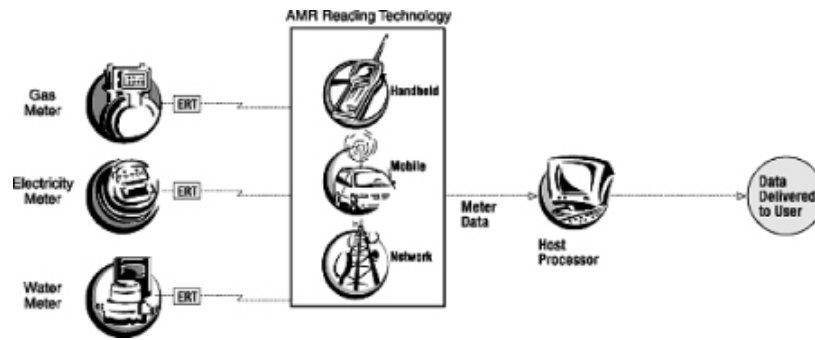 AMR Reading Technology
Gas
Meter
ERT
Handheld
Electricity
Meter
ERT
Mobile
Meter
Data
Host
Processor
Data
Delivered
to User
Water
Meter
ERT
Network